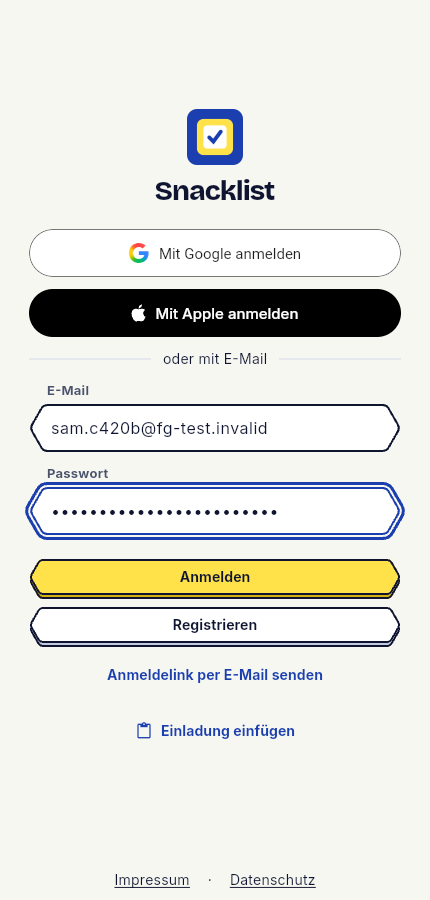 Snacklist
Mit Google anmelden
Mit Apple anmelden
oder mit E-Mail
E-Mail
sam.c420b@fg-test.invalid
Passwort
••••••••••••••••••••••••
Anmelden
Registrieren
Anmeldelink per E-Mail senden
Einladung einfügen
Impressum · Datenschutz